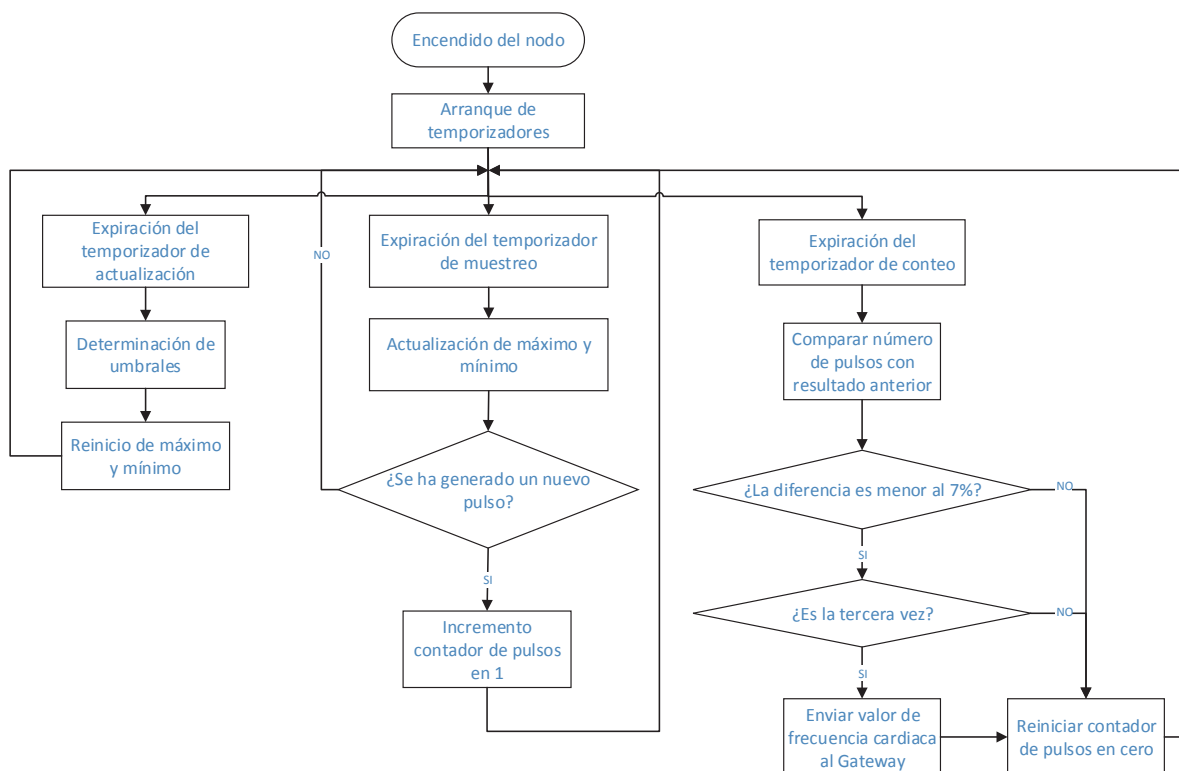 Encendido del nodo
Arranque de
temporizadores
Expiración del
temporizador de
actualización
Determinación de
umbrales
Reinicio de máximo
y mínimo
NO
Expiración del temporizador
de muestreo
Actualización de máximo y
mínimo
¿Se ha generado un nuevo
pulso?
SI
Incremento
contador de pulsos
en 1
Expiración del
temporizador de conteo
Comparar número
de pulsos con
resultado anterior
¿La diferencia es menor al 7%?
NO
SI
¿Es la tercera vez?
NO
SI
Enviar valor de
frecuencia cardiaca
al Gateway
Reiniciar contador
de pulsos en cero